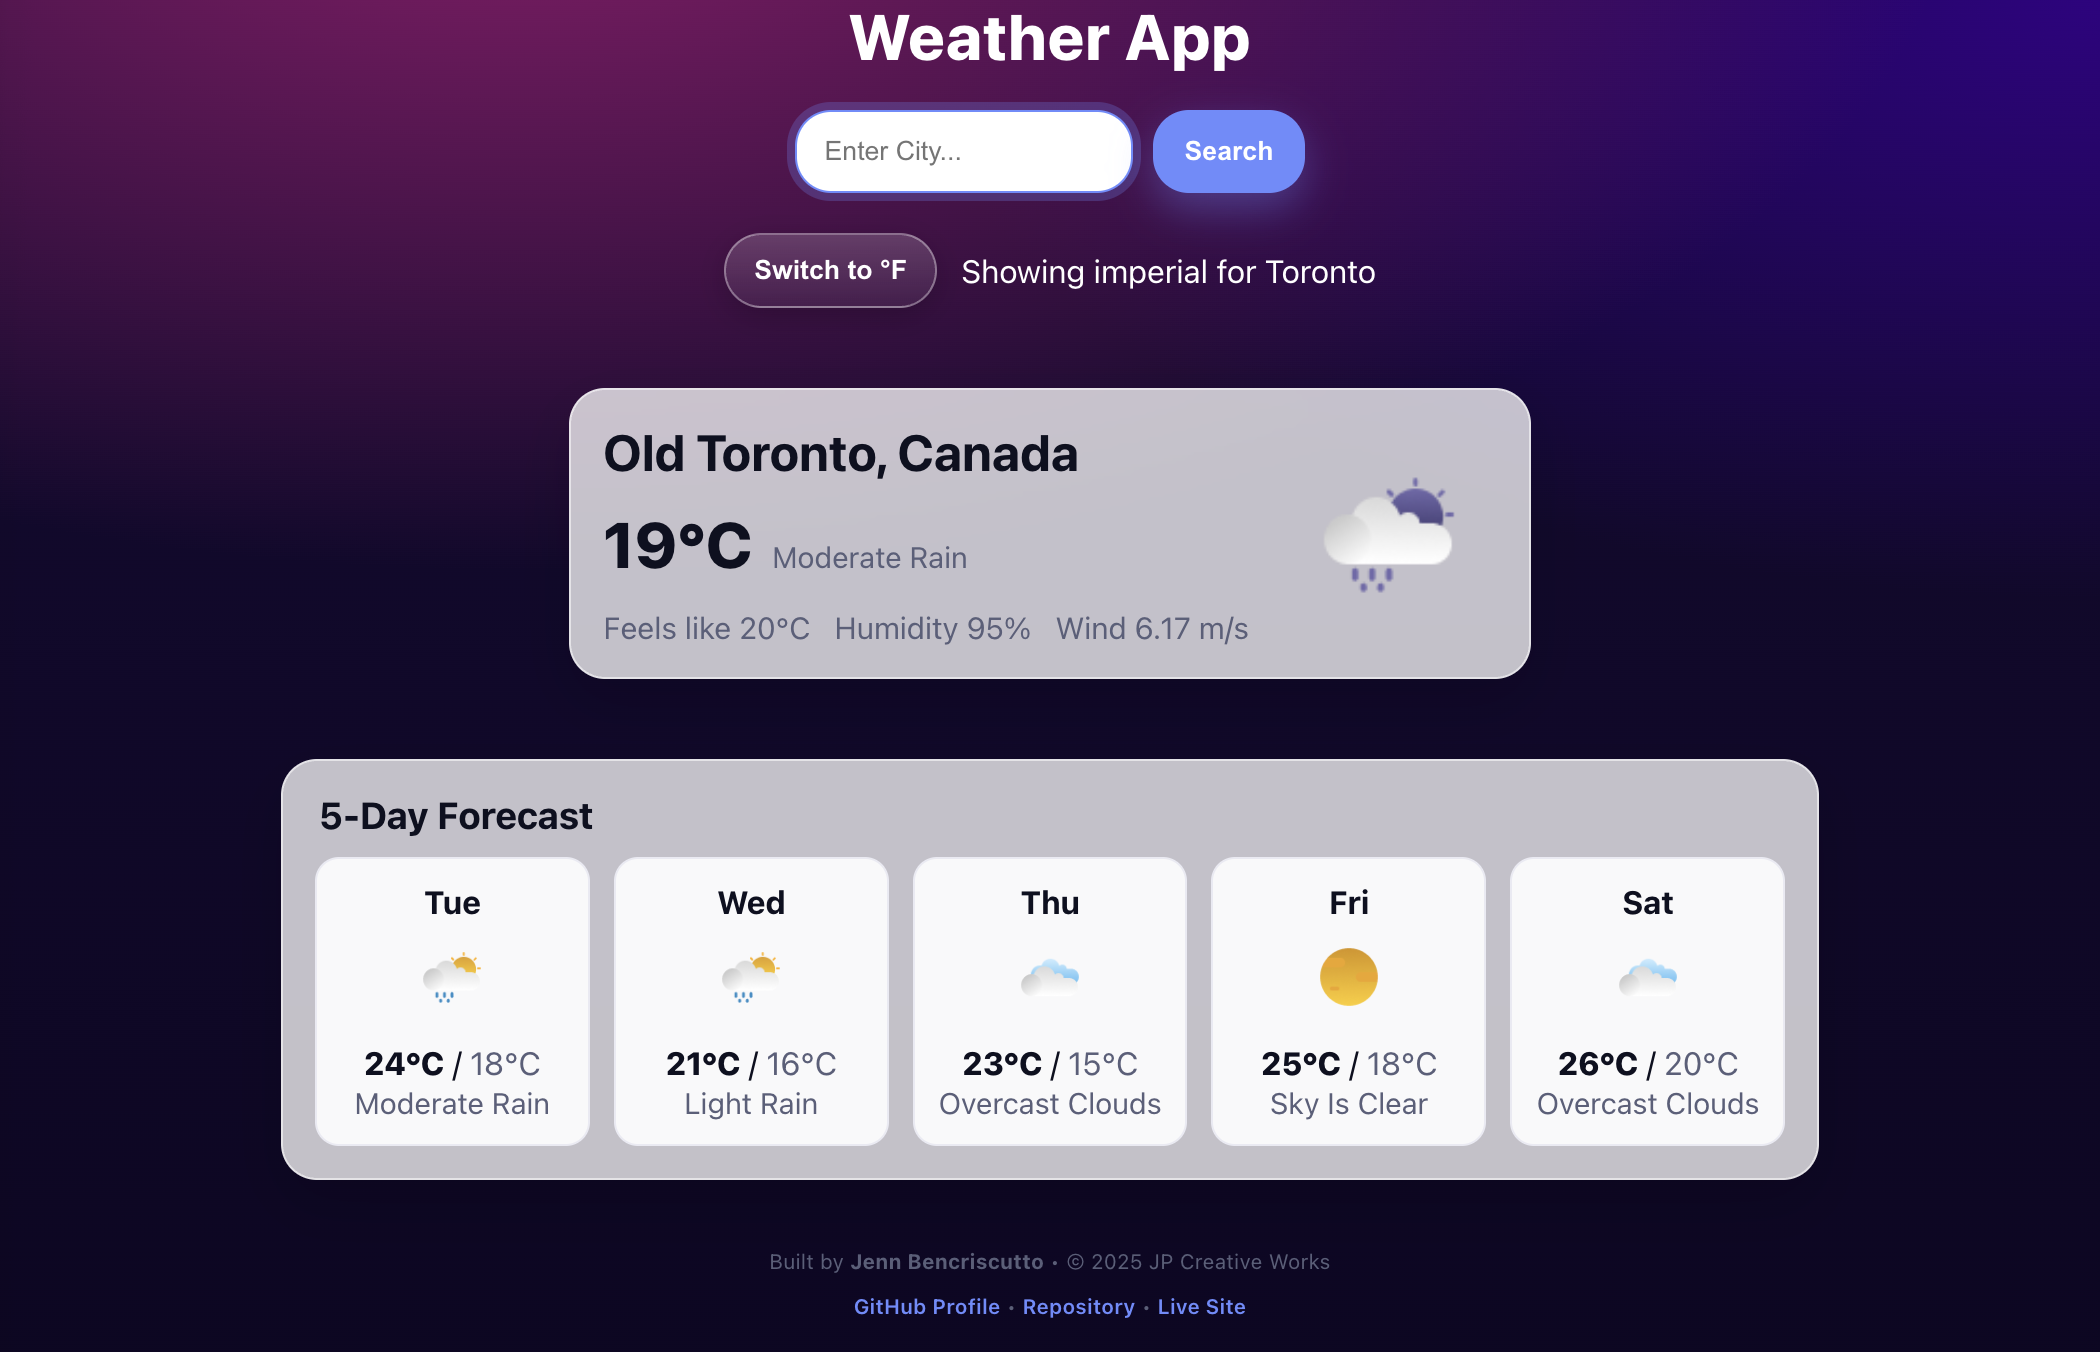 Weather App
Enter City...
Search
Switch to °F
Showing imperial for Toronto
Old Toronto, Canada
19°C Moderate Rain
Feels like 20°C Humidity 95% Wind 6.17 m/s
5-Day Forecast
Tue Wed Thu Fri Sat
24°C / 18°C 21°C / 16°C 23°C / 15°C 25°C / 18°C 26°C / 20°C
Moderate Rain Light Rain Overcast Clouds Sky Is Clear Overcast Clouds
Built by Jenn Bencriscutto • © 2025 JP Creative Works
GitHub Profile • Repository • Live Site